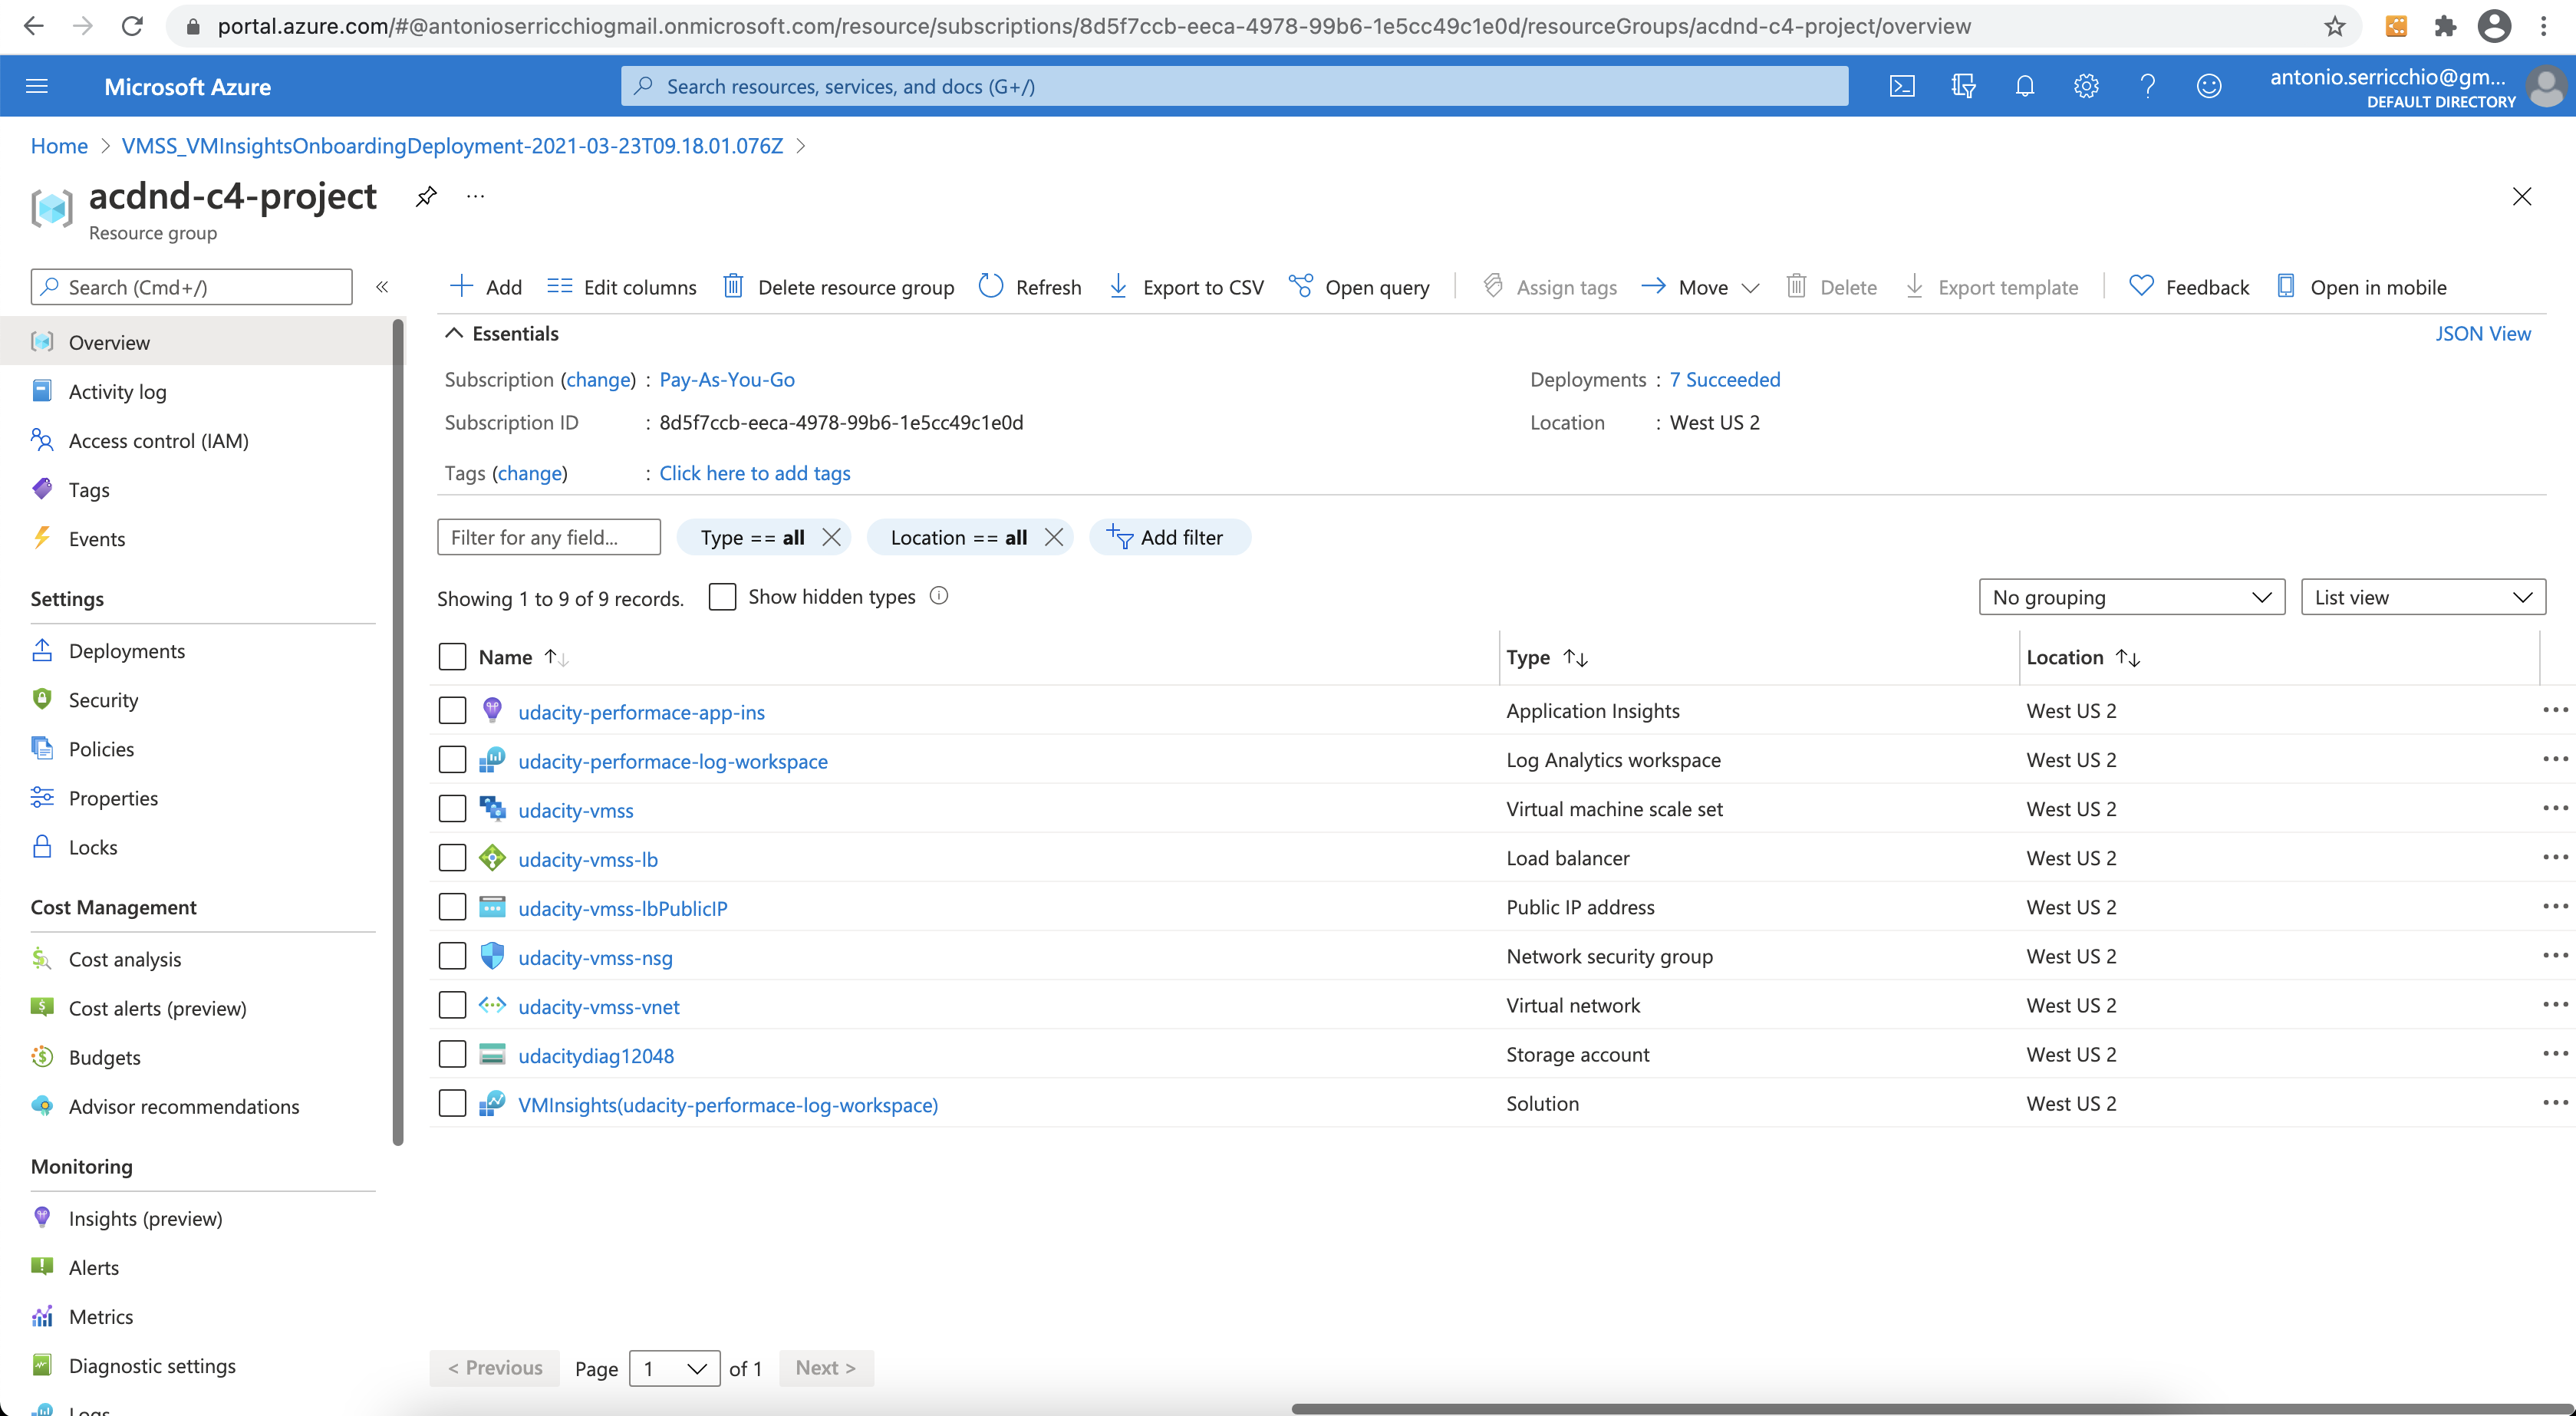 portal.azure.com/#@antonioserricchiogmail.onmicrosoft.com/resource/subscriptions/8d5f7ccb-eeca-4978-99b6-1e5cc49c1e0d/resourceGroups/acdnd-c4-project/overview
Microsoft Azure
Search resources, services, and docs (G+/)
antonio.serricchio@gm...
DEFAULT DIRECTORY
Home > VMSS_VMInsightsOnboardingDeployment-2021-03-23T09.18.01.076Z >
acdnd-c4-project
Resource group
Search (Cmd+/)
Overview
Activity log
Access control (IAM)
Tags
Events
Settings
Deployments
Security
Policies
Properties
Locks
Cost Management
Cost analysis
Cost alerts (preview)
Budgets
Advisor recommendations
Monitoring
Insights (preview)
Alerts
Metrics
Diagnostic settings
Logs
Add Edit columns Delete resource group Refresh Export to CSV Open query Assign tags Move Delete Export template Feedback Open in mobile
Essentials JSON View
Subscription (change) : Pay-As-You-Go Deployments : 7 Succeeded
Subscription ID : 8d5f7ccb-eeca-4978-99b6-1e5cc49c1e0d Location : West US 2
Tags (change) : Click here to add tags
Filter for any field... Type == all Location == all Add filter
Showing 1 to 9 of 9 records. Show hidden types No grouping List view
Name Type Location
udacity-performace-app-ins Application Insights West US 2
udacity-performace-log-workspace Log Analytics workspace West US 2
udacity-vmss Virtual machine scale set West US 2
udacity-vmss-lb Load balancer West US 2
udacity-vmss-lbPublicIP Public IP address West US 2
udacity-vmss-nsg Network security group West US 2
udacity-vmss-vnet Virtual network West US 2
udacitydiag12048 Storage account West US 2
VMInsights(udacity-performace-log-workspace) Solution West US 2
< Previous Page 1 of 1 Next >